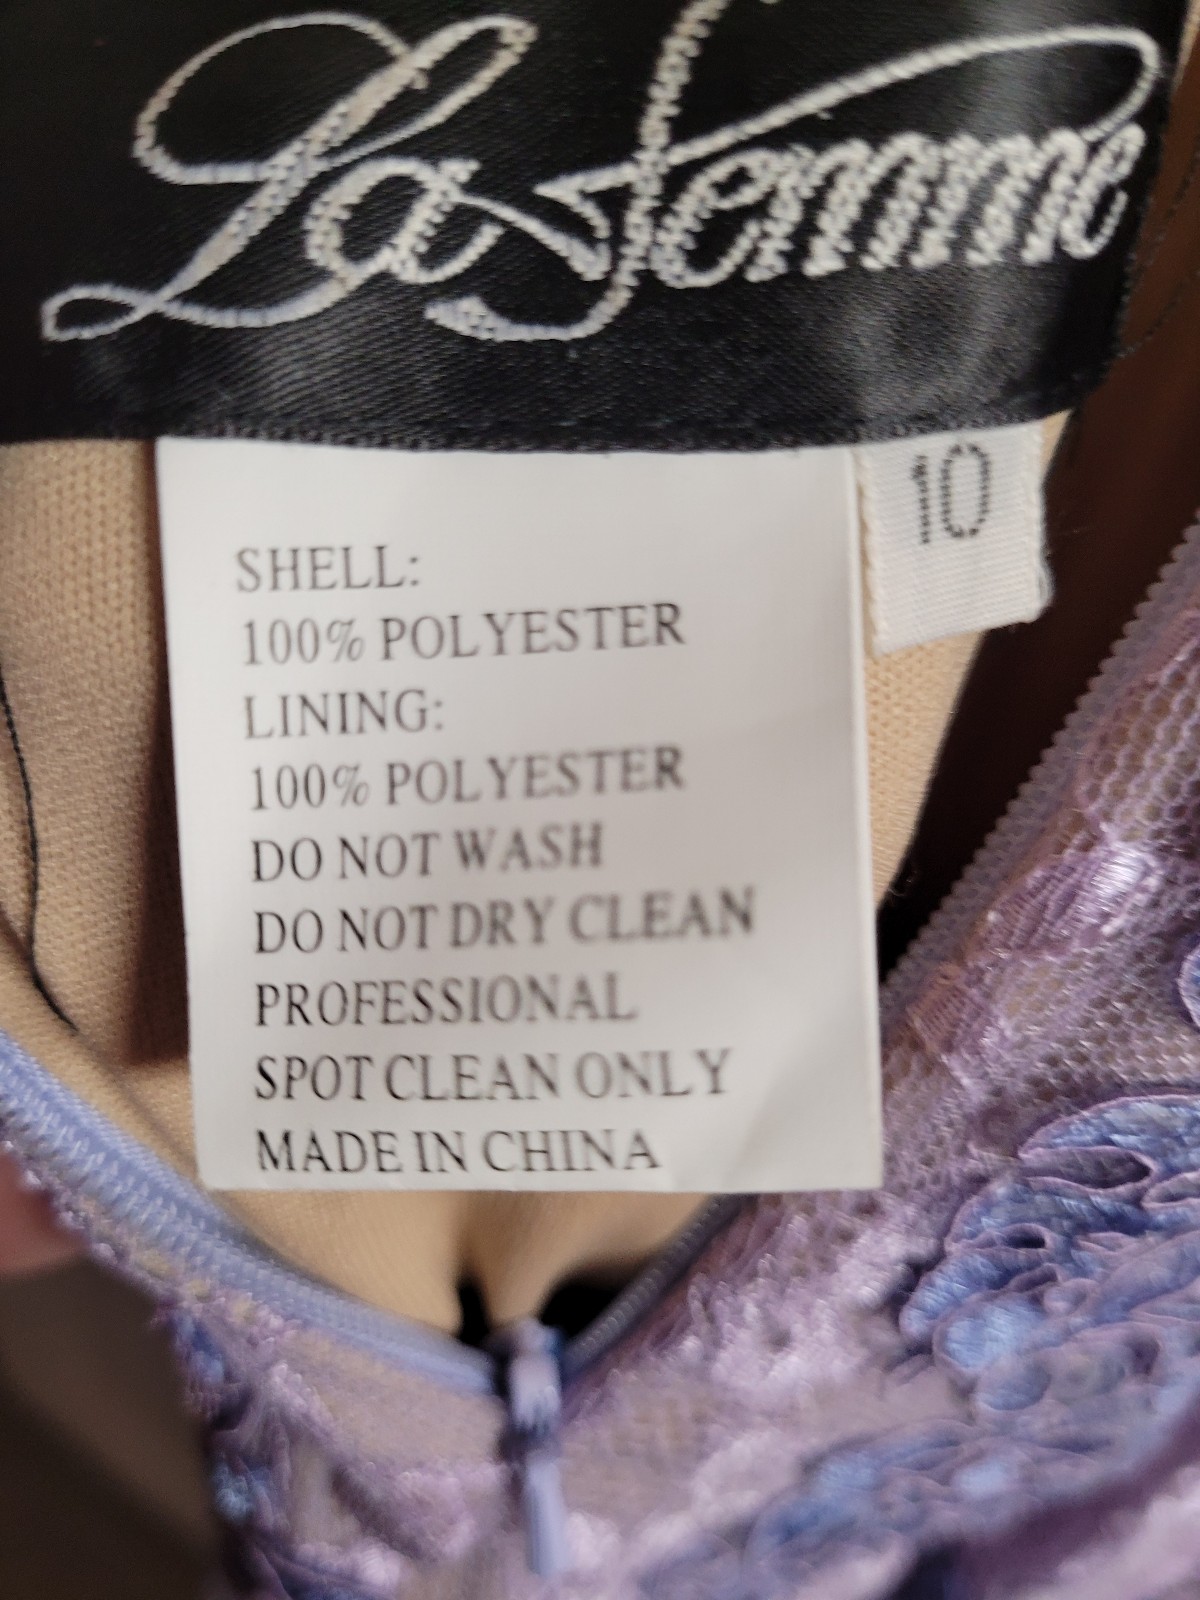 La Femme
10
SHELL:
100% POLYESTER
LINING:
100% POLYESTER
DO NOT WASH
DO NOT DRY CLEAN
PROFESSIONAL
SPOT CLEAN ONLY
MADE IN CHINA